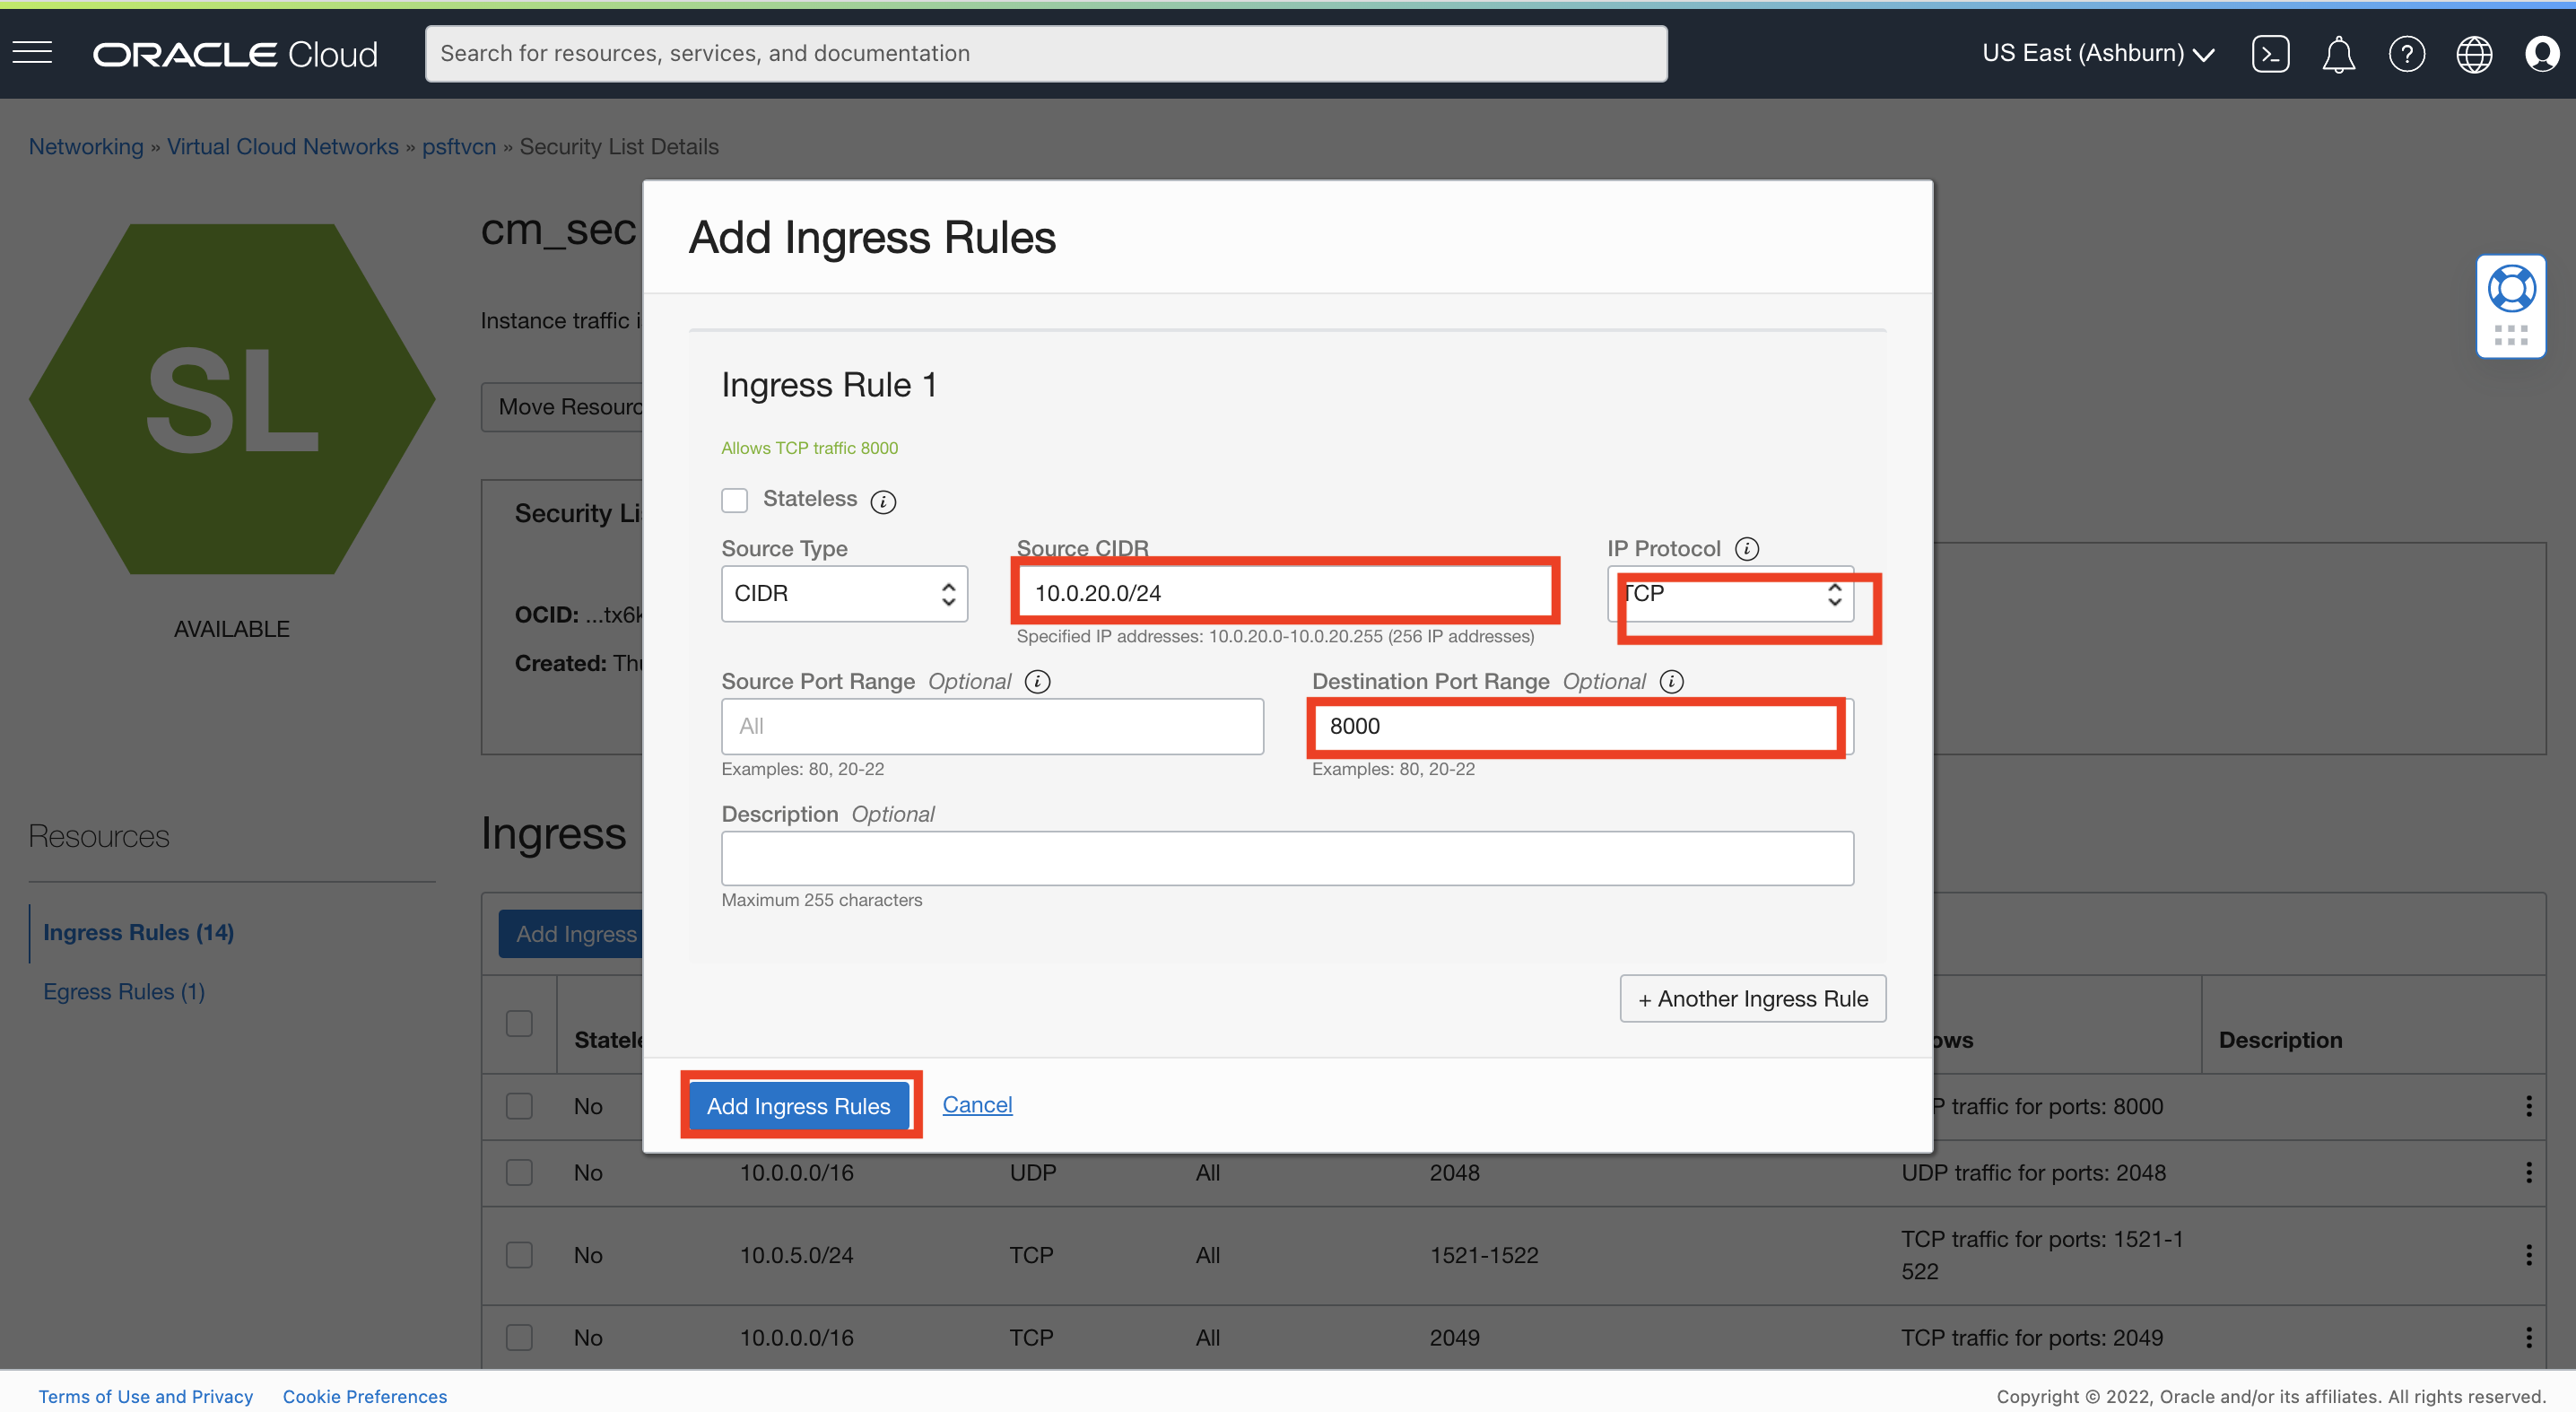 ORACLE Cloud
Search for resources, services, and documentation
US East (Ashburn)
Networking » Virtual Cloud Networks » psftvcn » Security List Details
SL
AVAILABLE
cm_sec
Instance traffic
Move Resourc
Security Li
OCID: ...tx6k
Created: Thu
Add Ingress Rules
Ingress Rule 1
Allows TCP traffic 8000
Stateless
Source Type
Source CIDR
IP Protocol
CIDR
10.0.20.0/24
TCP
Specified IP addresses: 10.0.20.0-10.0.20.255 (256 IP addresses)
Source Port Range Optional
Destination Port Range Optional
All
8000
Examples: 80, 20-22
Examples: 80, 20-22
Description Optional
Maximum 255 characters
+ Another Ingress Rule
Add Ingress Rules
Cancel
Resources
Ingress Rules (14)
Egress Rules (1)
Ingress
Add Ingress
Statele
ows
Description
No
P traffic for ports: 8000
No 10.0.0.0/16 UDP All 2048 UDP traffic for ports: 2048
No 10.0.5.0/24 TCP All 1521-1522 TCP traffic for ports: 1521-1
522
No 10.0.0.0/16 TCP All 2049 TCP traffic for ports: 2049
Terms of Use and Privacy
Cookie Preferences
Copyright © 2022, Oracle and/or its affiliates. All rights reserved.